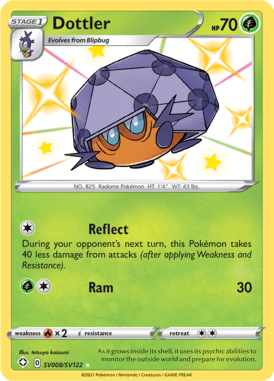 STAGE 1
Dottler
HP 70
Evolves from Blipbug
NO. 825 Radome Pokémon HT. 1'4" WT. 43 lbs.
Reflect
During your opponent's next turn, this Pokémon takes
40 less damage from attacks (after applying Weakness and
Resistance).
Ram 30
weakness ×2 resistance retreat
Illus. tetsuya koizumi
D SV008/SV122
As it grows inside its shell, it uses its psychic abilities to
monitor the outside world and prepare for evolution.
©2021 Pokémon / Nintendo / Creatures / GAME FREAK